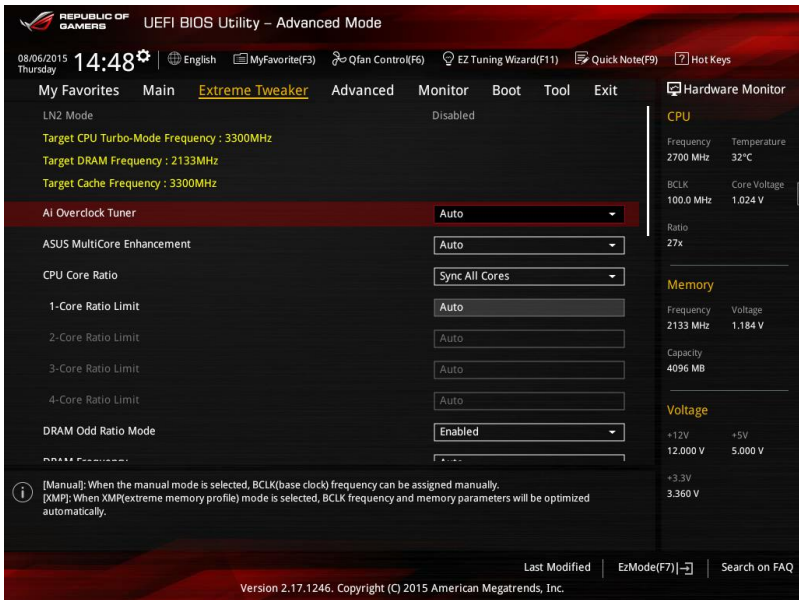 REPUBLIC OF
GAMERS
UEFI BIOS Utility – Advanced Mode
08/06/2015
Thursday
14:48
English
MyFavorite(F3)
Qfan Control(F6)
EZ Tuning Wizard(F11)
Quick Note(F9)
? Hot Keys
My Favorites Main Extreme Tweaker Advanced Monitor Boot Tool Exit
Hardware Monitor
LN2 Mode Disabled
Target CPU Turbo-Mode Frequency : 3300MHz
Target DRAM Frequency : 2133MHz
Target Cache Frequency : 3300MHz
Ai Overclock Tuner Auto
ASUS MultiCore Enhancement Auto
CPU Core Ratio Sync All Cores
1-Core Ratio Limit Auto
2-Core Ratio Limit Auto
3-Core Ratio Limit Auto
4-Core Ratio Limit Auto
DRAM Odd Ratio Mode Enabled
DRAM Frequency Auto
CPU
Frequency Temperature
2700 MHz 32°C
BCLK Core Voltage
100.0 MHz 1.024 V
Ratio
27x
Memory
Frequency Voltage
2133 MHz 1.184 V
Capacity
4096 MB
Voltage
+12V +5V
12.000 V 5.000 V
+3.3V
3.360 V
[Manual]: When the manual mode is selected, BCLK(base clock) frequency can be assigned manually.
[XMP]: When XMP(extreme memory profile) mode is selected, BCLK frequency and memory parameters will be optimized
automatically.
Last Modified
EzMode(F7)
Search on FAQ
Version 2.17.1246. Copyright (C) 2015 American Megatrends, Inc.